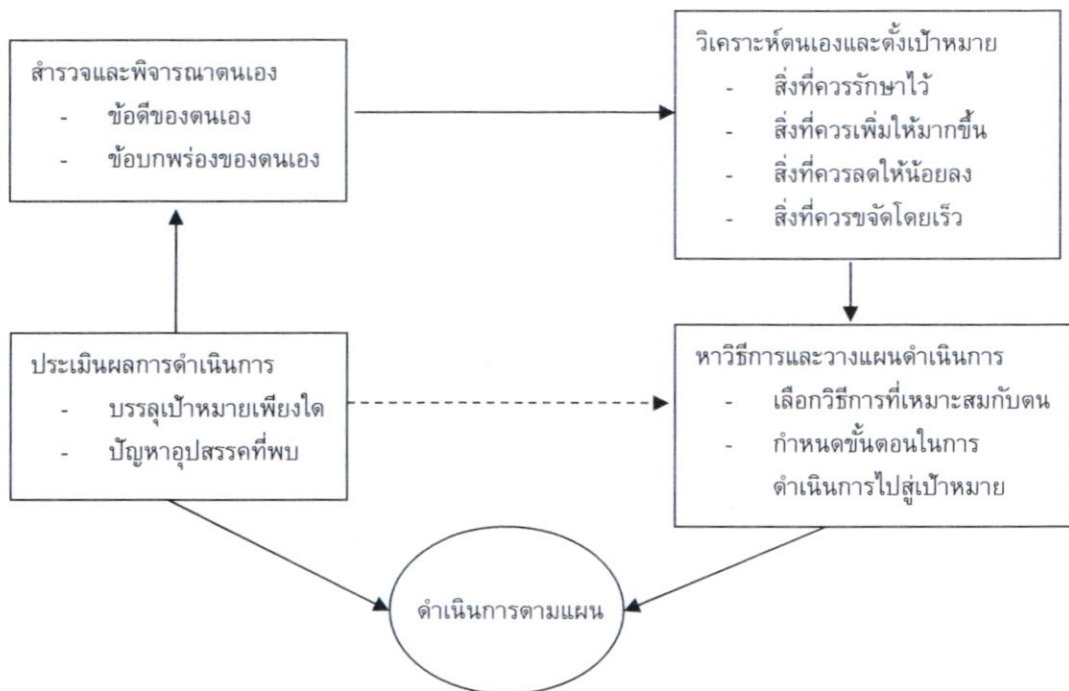 สำรวจและพิจารณาตนเอง
- ข้อดีของตนเอง
- ข้อบกพร่องของตนเอง
วิเคราะห์ตนเองและตั้งเป้าหมาย
- สิ่งที่ควรรักษาไว้
- สิ่งที่ควรเพิ่มให้มากขึ้น
- สิ่งที่ควรลดให้น้อยลง
- สิ่งที่ควรขจัดโดยเร็ว
ประเมินผลการดำเนินการ
- บรรลุเป้าหมายเพียงใด
- ปัญหาอุปสรรคที่พบ
หาวิธีการและวางแผนดำเนินการ
- เลือกวิธีการที่เหมาะสมกับตน
- กำหนดขั้นตอนในการ
ดำเนินการไปสู่เป้าหมาย
ดำเนินการตามแผน